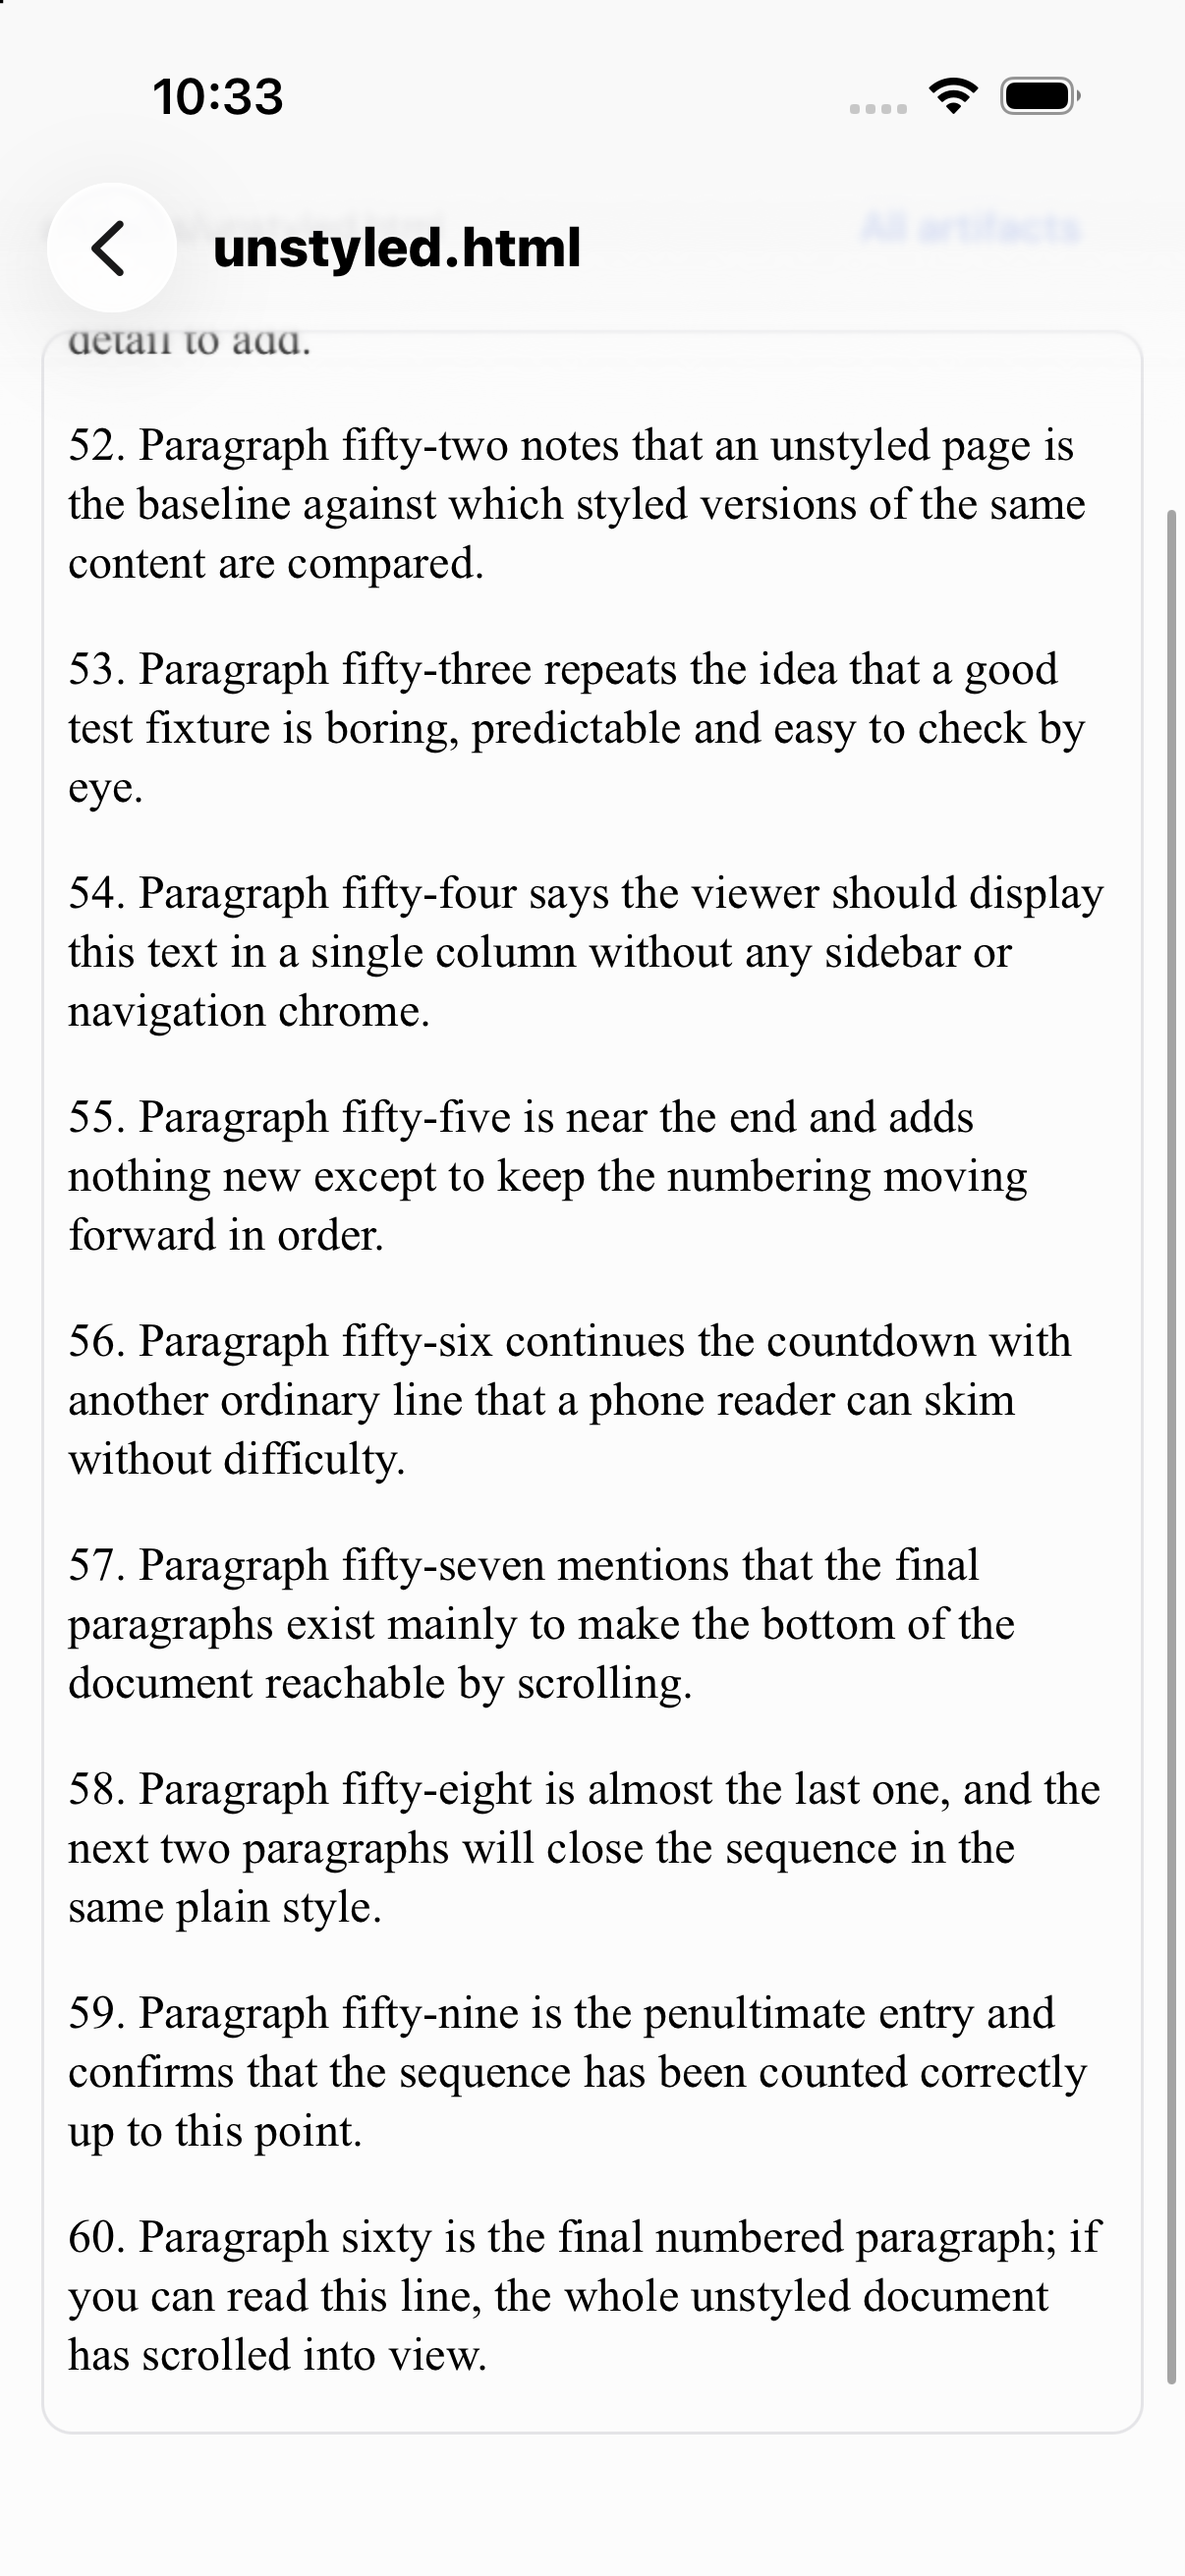 10:33
All artifacts
unstyled.html
detail to add.
52. Paragraph fifty-two notes that an unstyled page is
the baseline against which styled versions of the same
content are compared.
53. Paragraph fifty-three repeats the idea that a good
test fixture is boring, predictable and easy to check by
eye.
54. Paragraph fifty-four says the viewer should display
this text in a single column without any sidebar or
navigation chrome.
55. Paragraph fifty-five is near the end and adds
nothing new except to keep the numbering moving
forward in order.
56. Paragraph fifty-six continues the countdown with
another ordinary line that a phone reader can skim
without difficulty.
57. Paragraph fifty-seven mentions that the final
paragraphs exist mainly to make the bottom of the
document reachable by scrolling.
58. Paragraph fifty-eight is almost the last one, and the
next two paragraphs will close the sequence in the
same plain style.
59. Paragraph fifty-nine is the penultimate entry and
confirms that the sequence has been counted correctly
up to this point.
60. Paragraph sixty is the final numbered paragraph; if
you can read this line, the whole unstyled document
has scrolled into view.